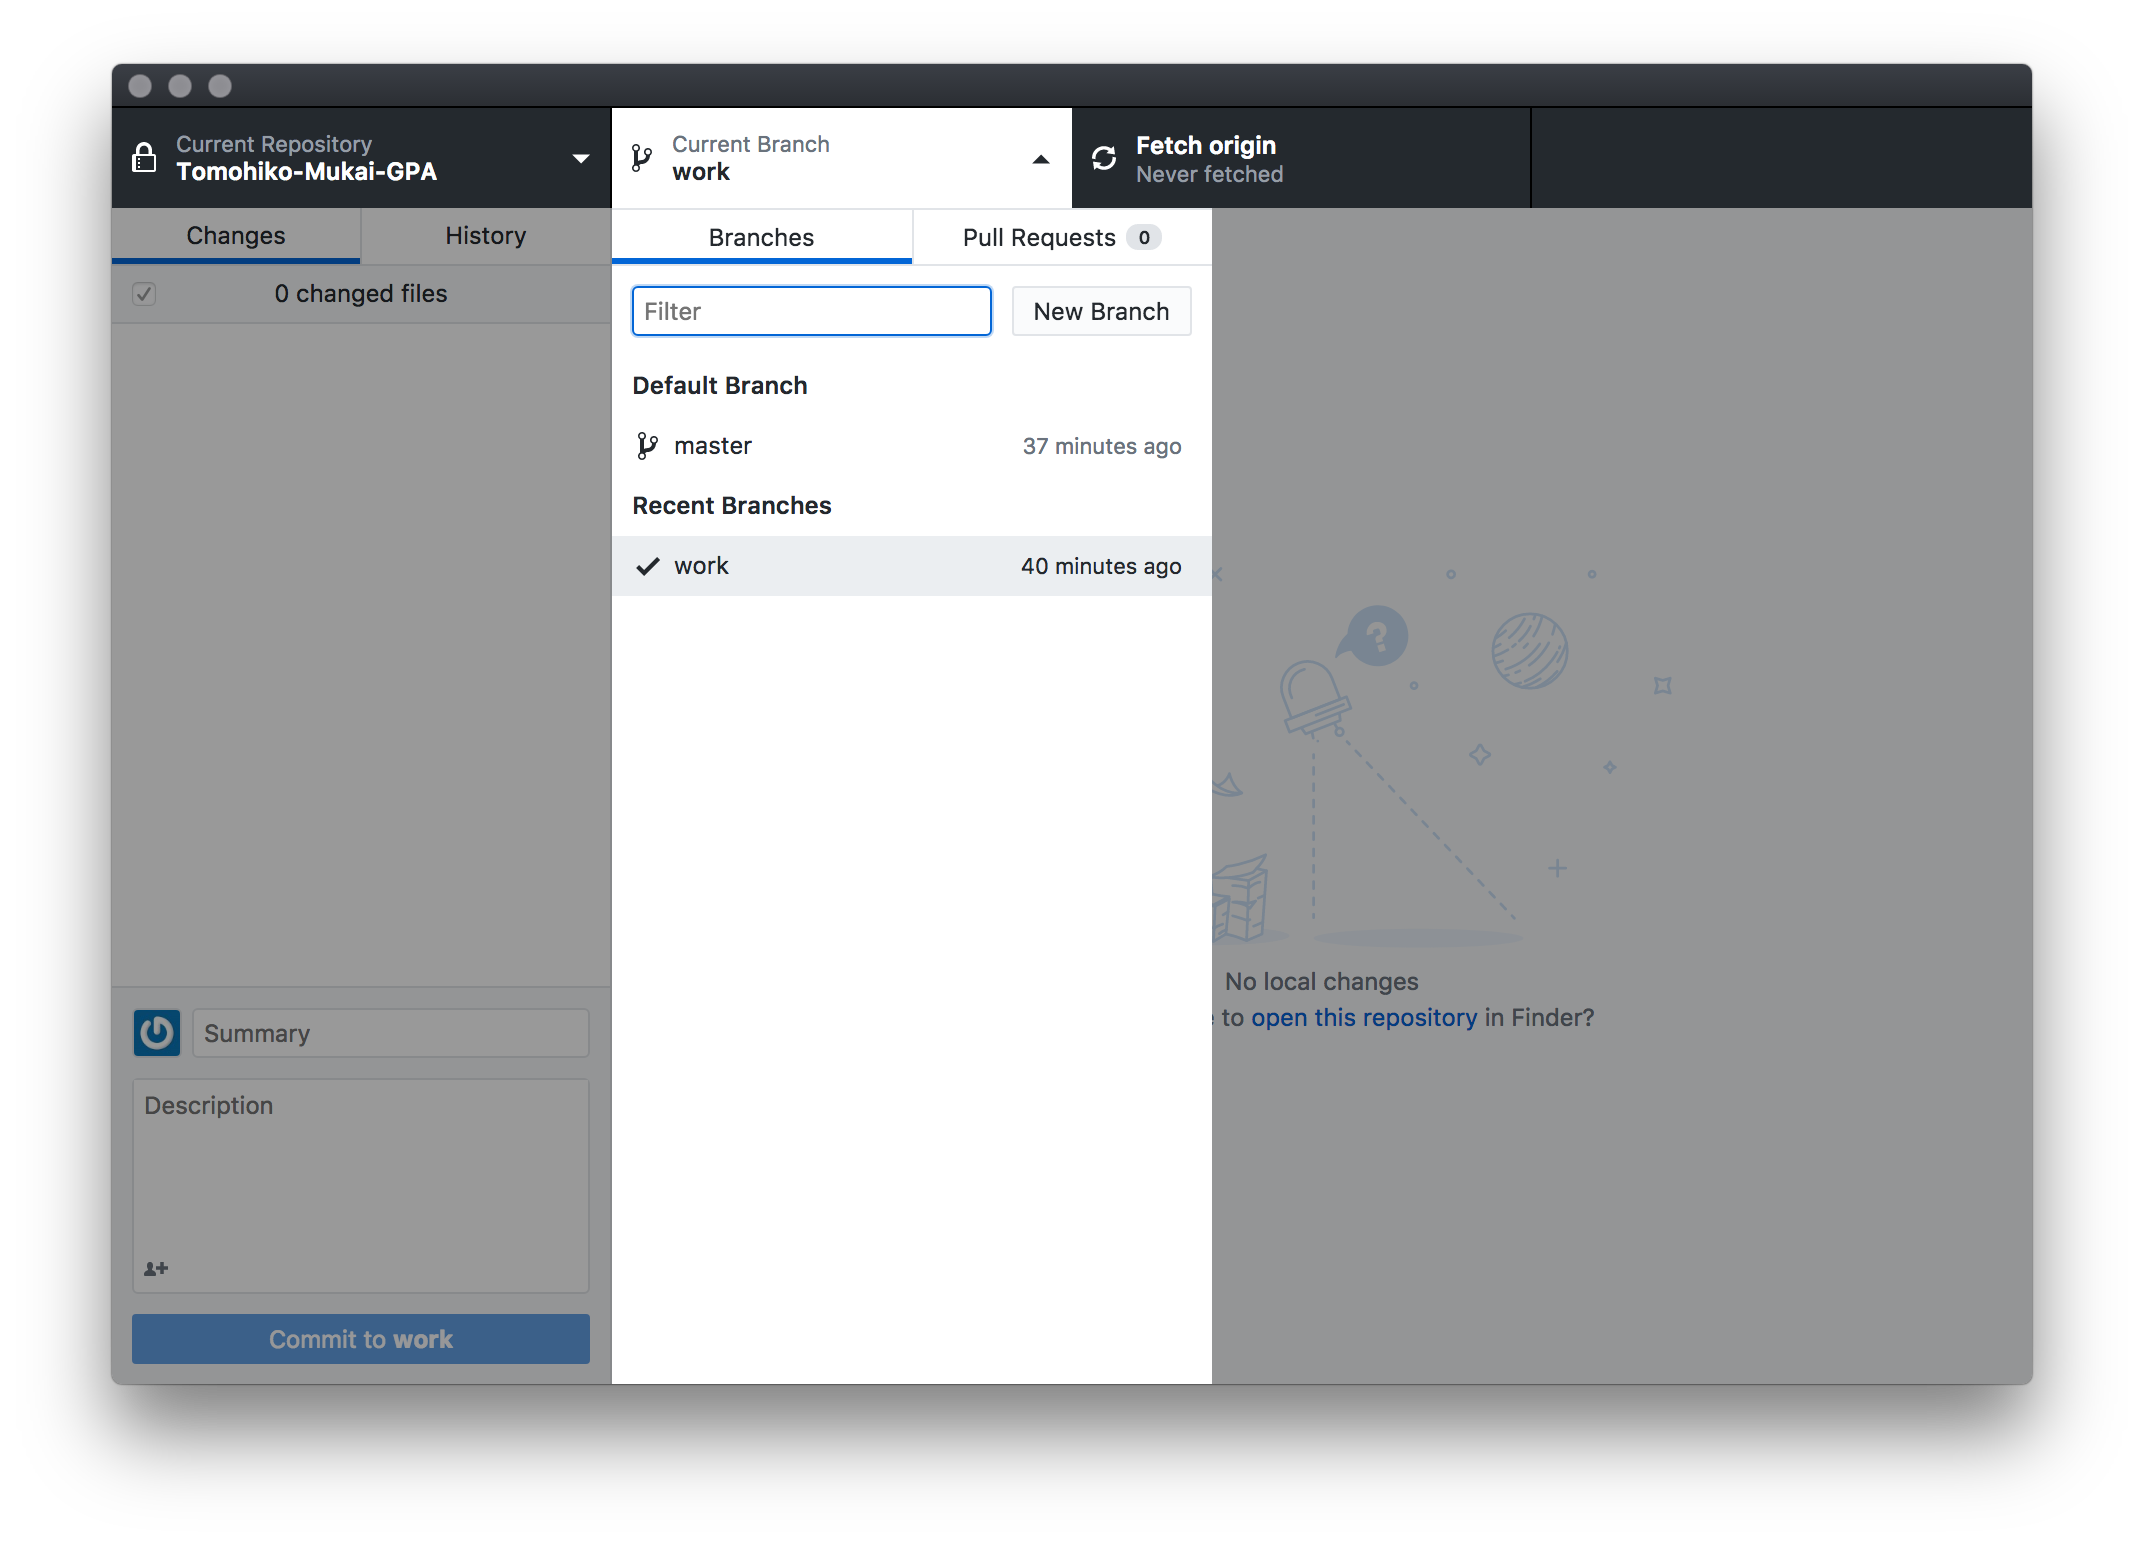 Current Repository
Tomohiko-Mukai-GPA
Current Branch
work
Fetch origin
Never fetched
Changes
History
0 changed files
Branches
Pull Requests 0
Filter
New Branch
Default Branch
master 37 minutes ago
Recent Branches
work 40 minutes ago
?
No local changes
to open this repository in Finder?
Summary
Description
Commit to work